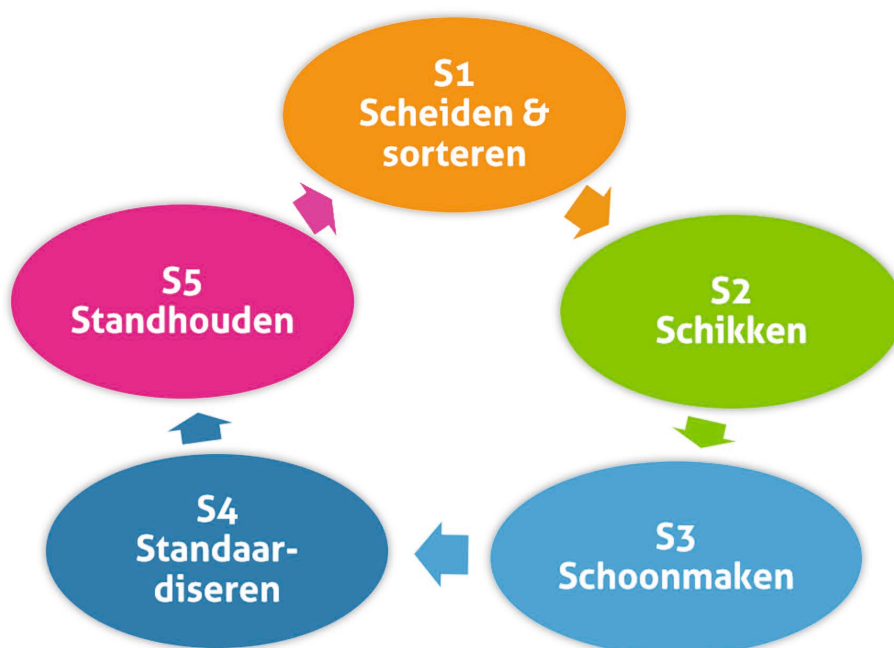 S1
Scheiden &
sorteren
S2
Schikken
S3
Schoonmaken
S4
Standaar-
diseren
S5
Standhouden